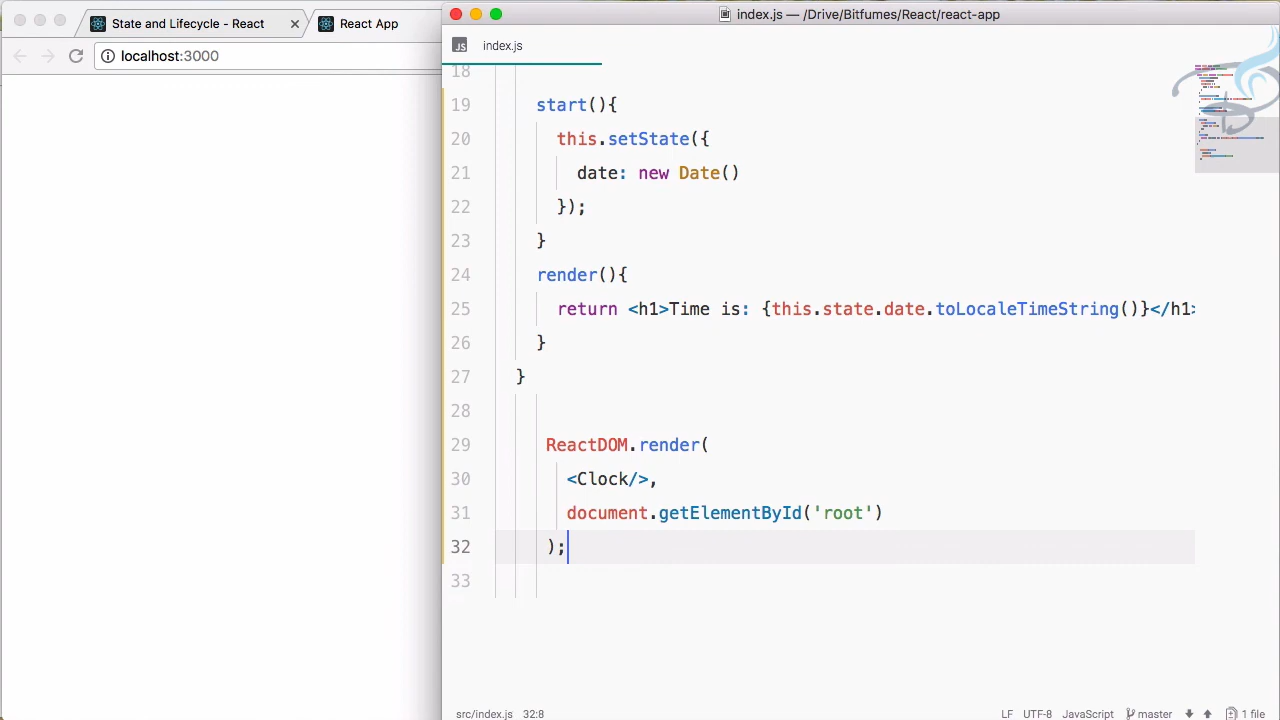 State and Lifecycle - React
React App
localhost:3000
index.js — /Drive/Bitfumes/React/react-app
JS index.js
18
19 start(){
20 this.setState({
21 date: new Date()
22 });
23 }
24 render(){
25 return <h1>Time is: {this.state.date.toLocaleTimeString()}</h1>
26 }
27 }
28
29 ReactDOM.render(
30 <Clock/>,
31 document.getElementById('root')
32 );
33
src/index.js 32:8 LF UTF-8 JavaScript master 1 file